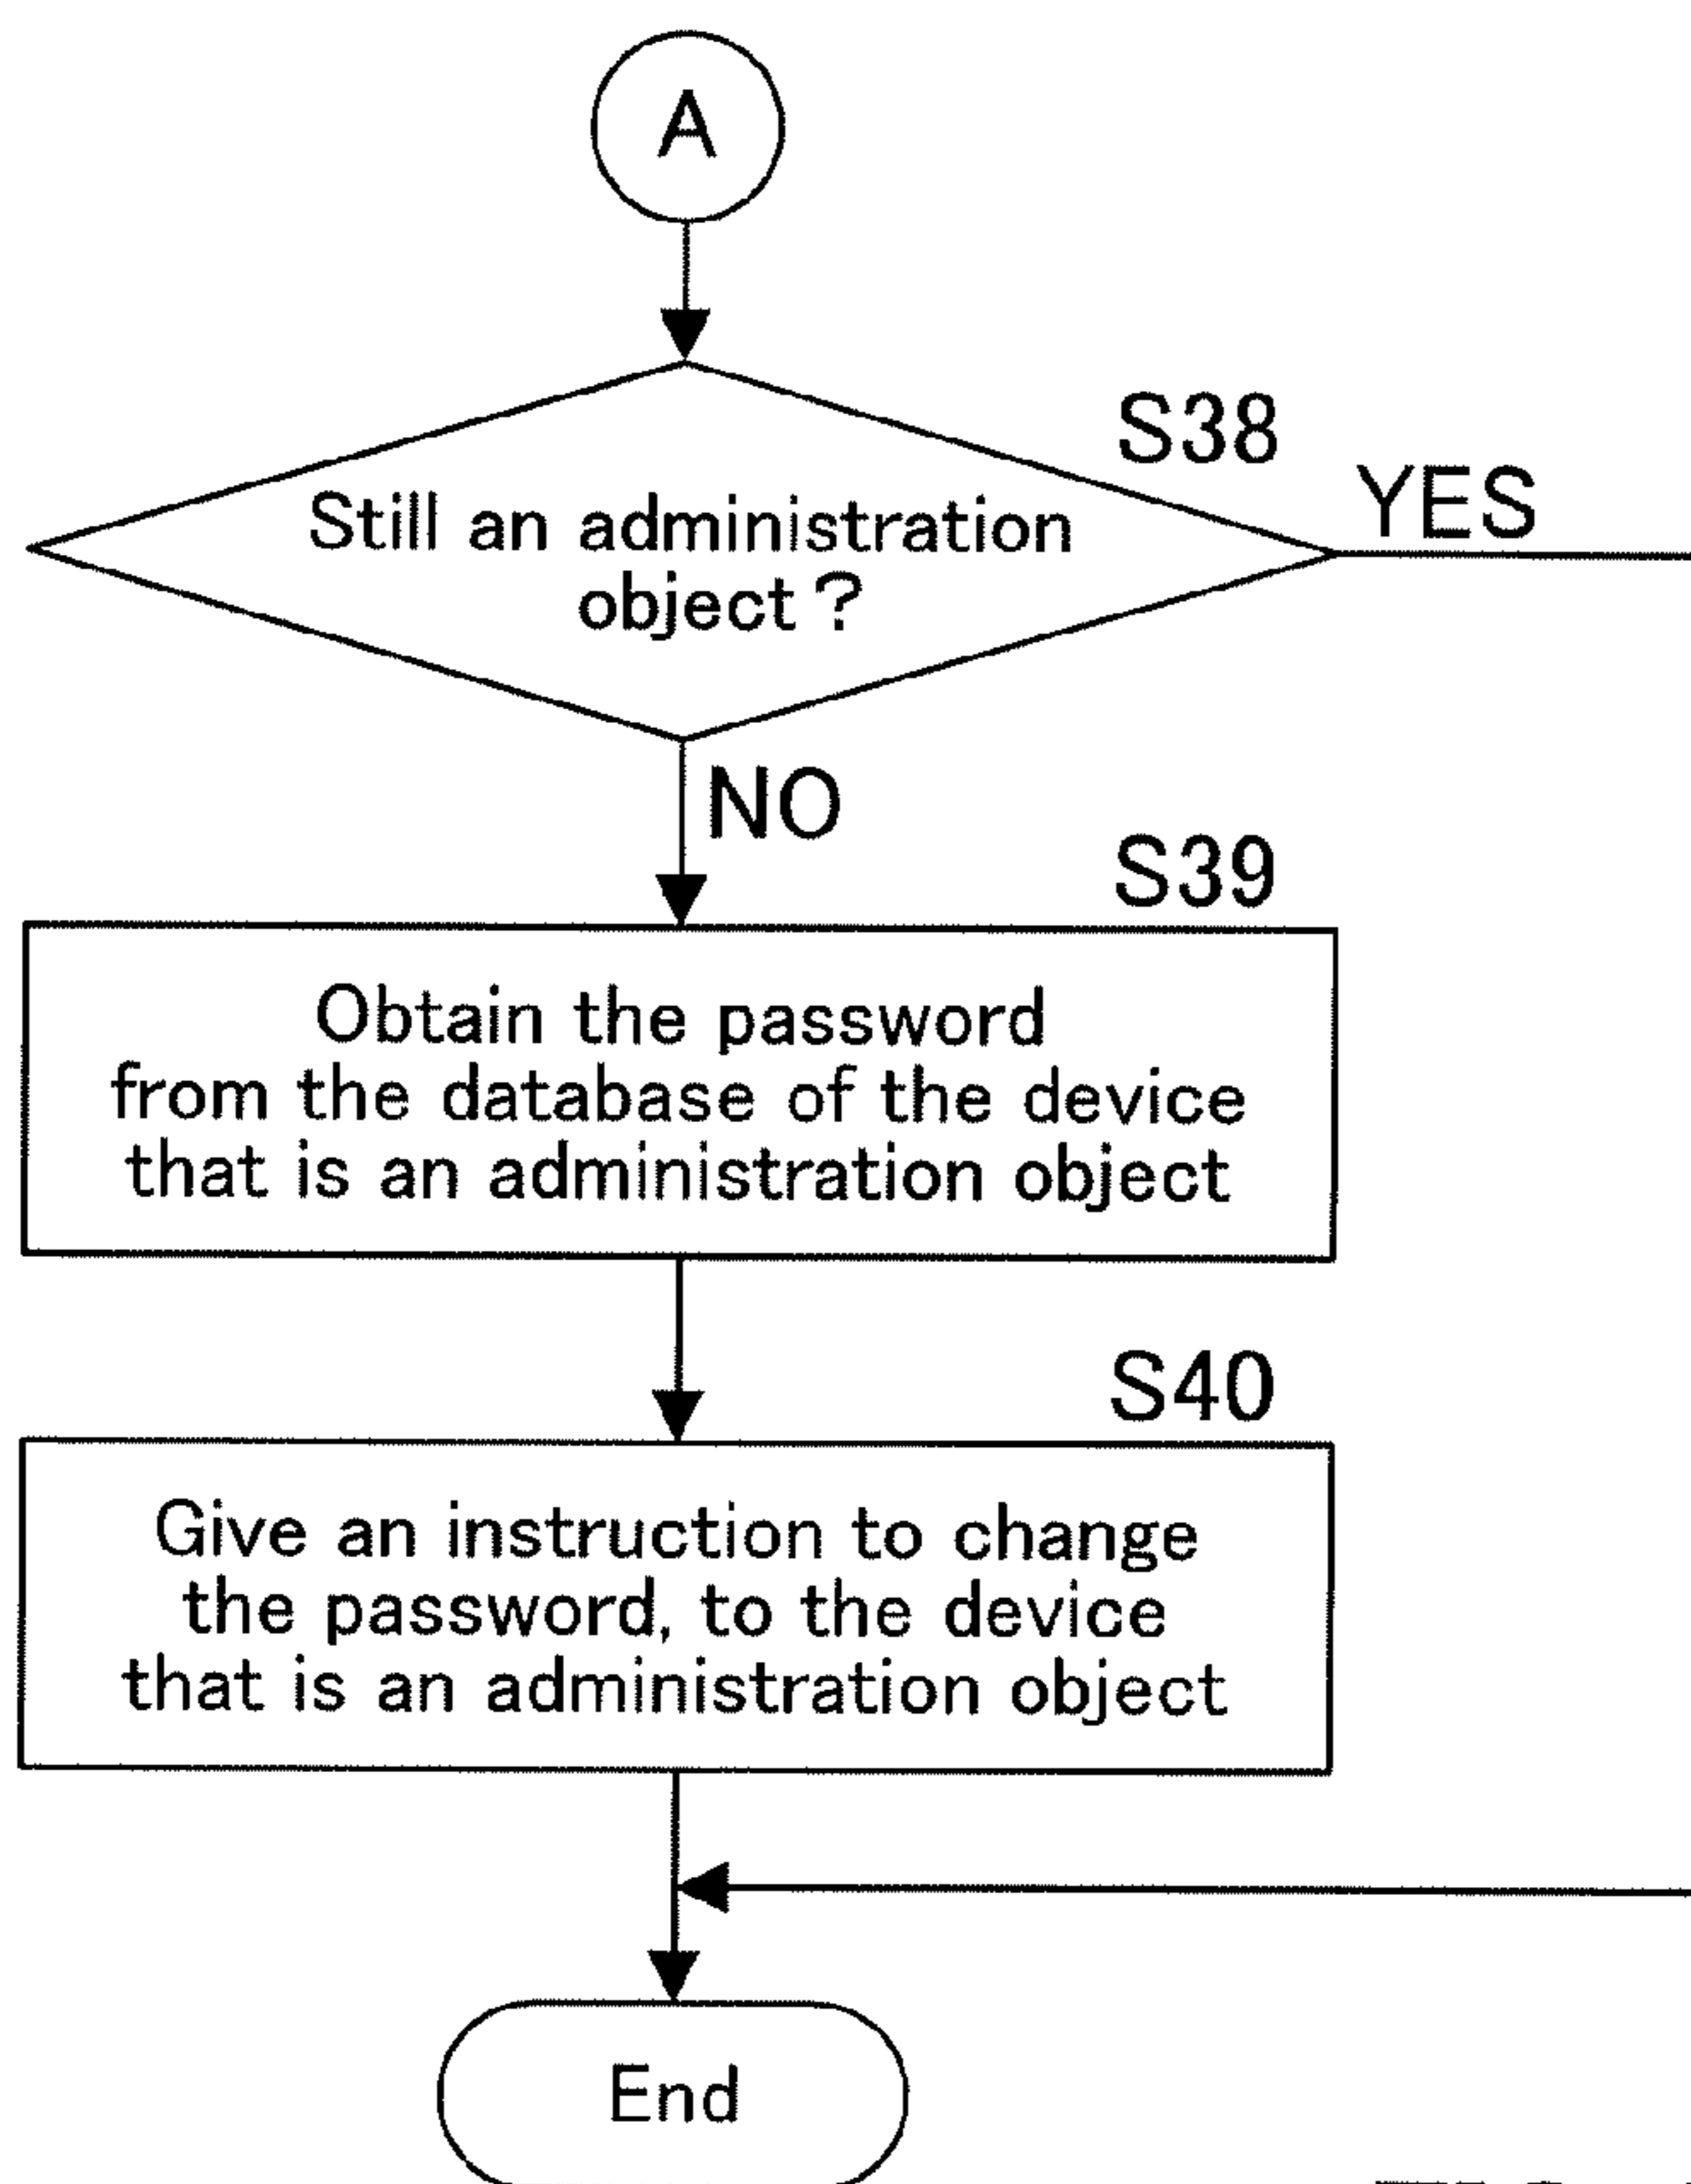 A
S38
YES
Still an administration
object ?
NO
S39
Obtain the password
from the database of the device
that is an administration object
S40
Give an instruction to change
the password, to the device
that is an administration object
End